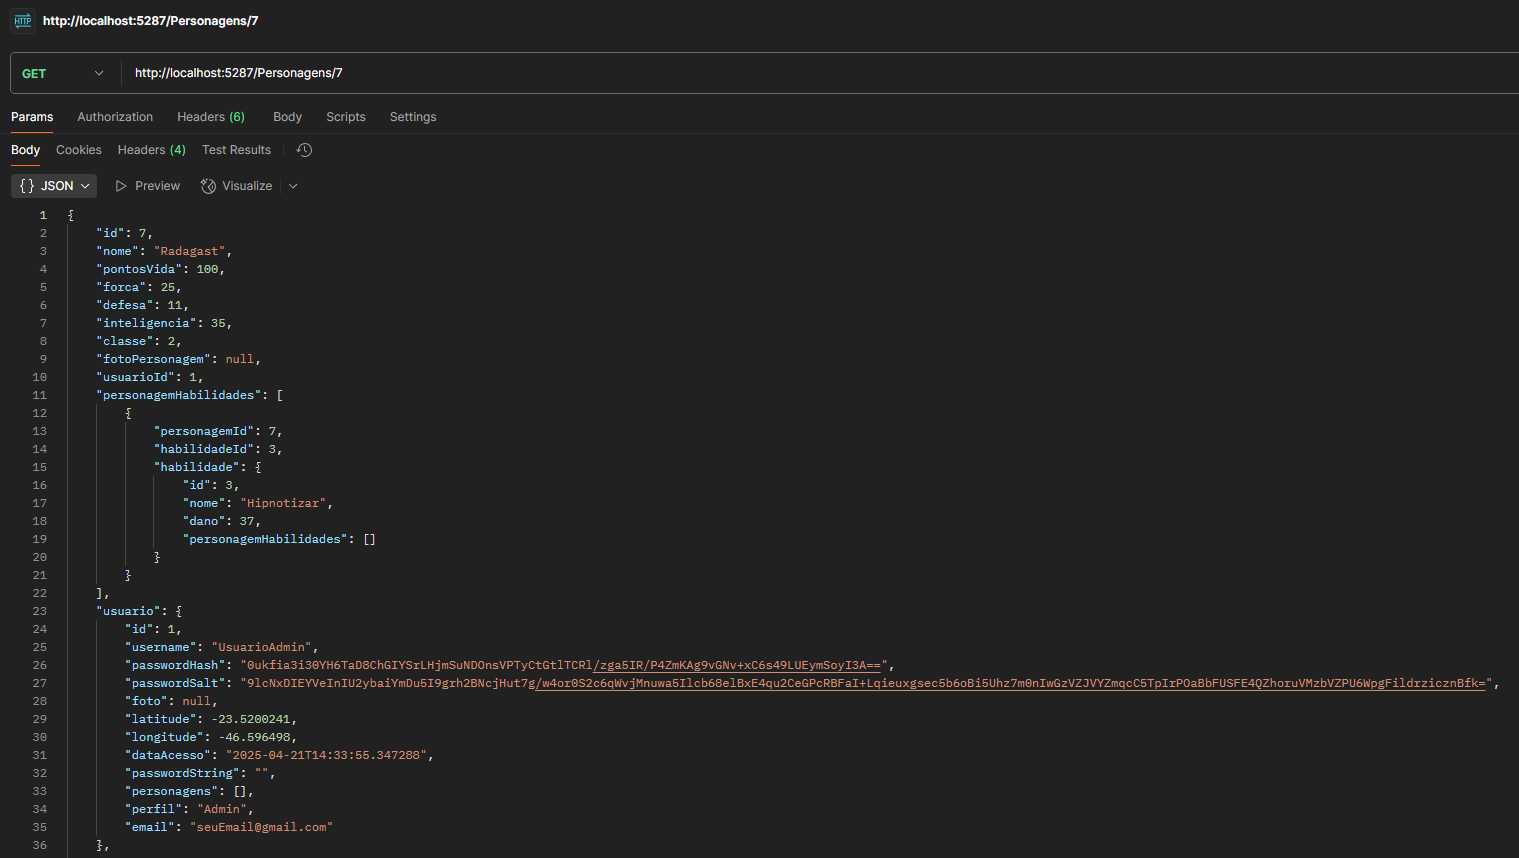 HTTP http://localhost:5287/Personagens/7
GET http://localhost:5287/Personagens/7
Params Authorization Headers (6) Body Scripts Settings
Body Cookies Headers (4) Test Results
{} JSON Preview Visualize
1 {
2 "id": 7,
3 "nome": "Radagast",
4 "pontosVida": 100,
5 "forca": 25,
6 "defesa": 11,
7 "inteligencia": 35,
8 "classe": 2,
9 "fotoPersonagem": null,
10 "usuarioId": 1,
11 "personagemHabilidades": [
12 {
13 "personagemId": 7,
14 "habilidadeId": 3,
15 "habilidade": {
16 "id": 3,
17 "nome": "Hipnotizar",
18 "dano": 37,
19 "personagemHabilidades": []
20 }
21 }
22 ],
23 "usuario": {
24 "id": 1,
25 "username": "UsuarioAdmin",
26 "passwordHash": "0ukfia3i30YH6TaD8ChGIYSrLHjmSuNDOnsVPTyCtGtlTCRl/zga5IR/P4ZmKAg9vGNv+xC6s49LUEymSoyI3A==",
27 "passwordSalt": "9lcNxDIEYVeInIU2ybaiYmDu5I9grh2BNcjHut7g/w4or0S2c6qWvjMnuwa5Ilcb68elBxE4qu2CeGPcRBFaI+Lqieuxgsec5b6oBi5Uhz7m0nIwGzVZJVYZmqcC5TpIrPOaBbFUSFE4QZhoruVMzbVZPU6WpgFildrzicznBfk=",
28 "foto": null,
29 "latitude": -23.5200241,
30 "longitude": -46.596498,
31 "dataAcesso": "2025-04-21T14:33:55.347288",
32 "passwordString": "",
33 "personagens": [],
34 "perfil": "Admin",
35 "email": "seuEmail@gmail.com"
36 },